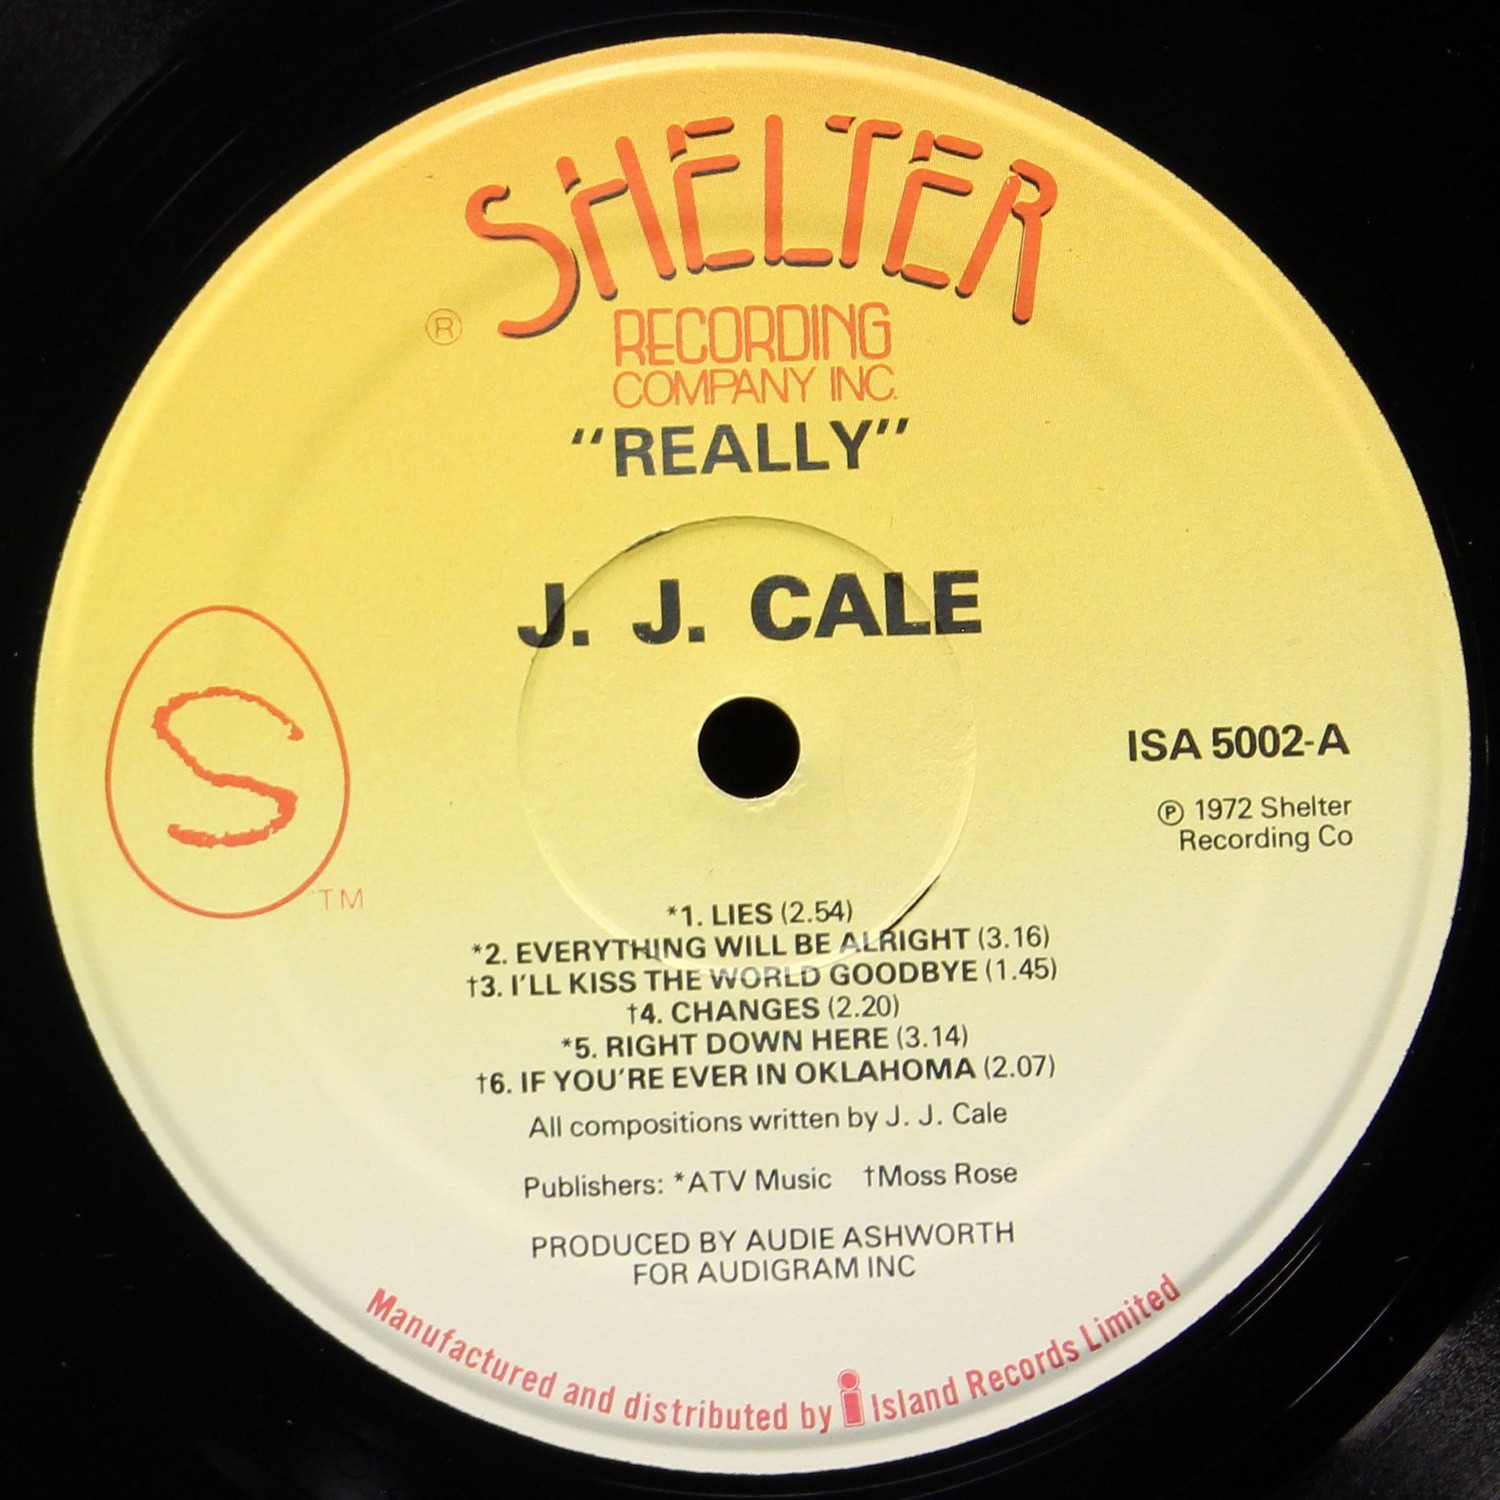 SHELTER
®
RECORDING
COMPANY INC.
"REALLY"
J. J. CALE
S
TM
ISA 5002-A
℗ 1972 Shelter
Recording Co
*1. LIES (2.54)
*2. EVERYTHING WILL BE ALRIGHT (3.16)
†3. I'LL KISS THE WORLD GOODBYE (1.45)
†4. CHANGES (2.20)
*5. RIGHT DOWN HERE (3.14)
†6. IF YOU'RE EVER IN OKLAHOMA (2.07)
All compositions written by J. J. Cale
Publishers: *ATV Music †Moss Rose
PRODUCED BY AUDIE ASHWORTH
FOR AUDIGRAM INC
Manufactured and distributed by i Island Records Limited